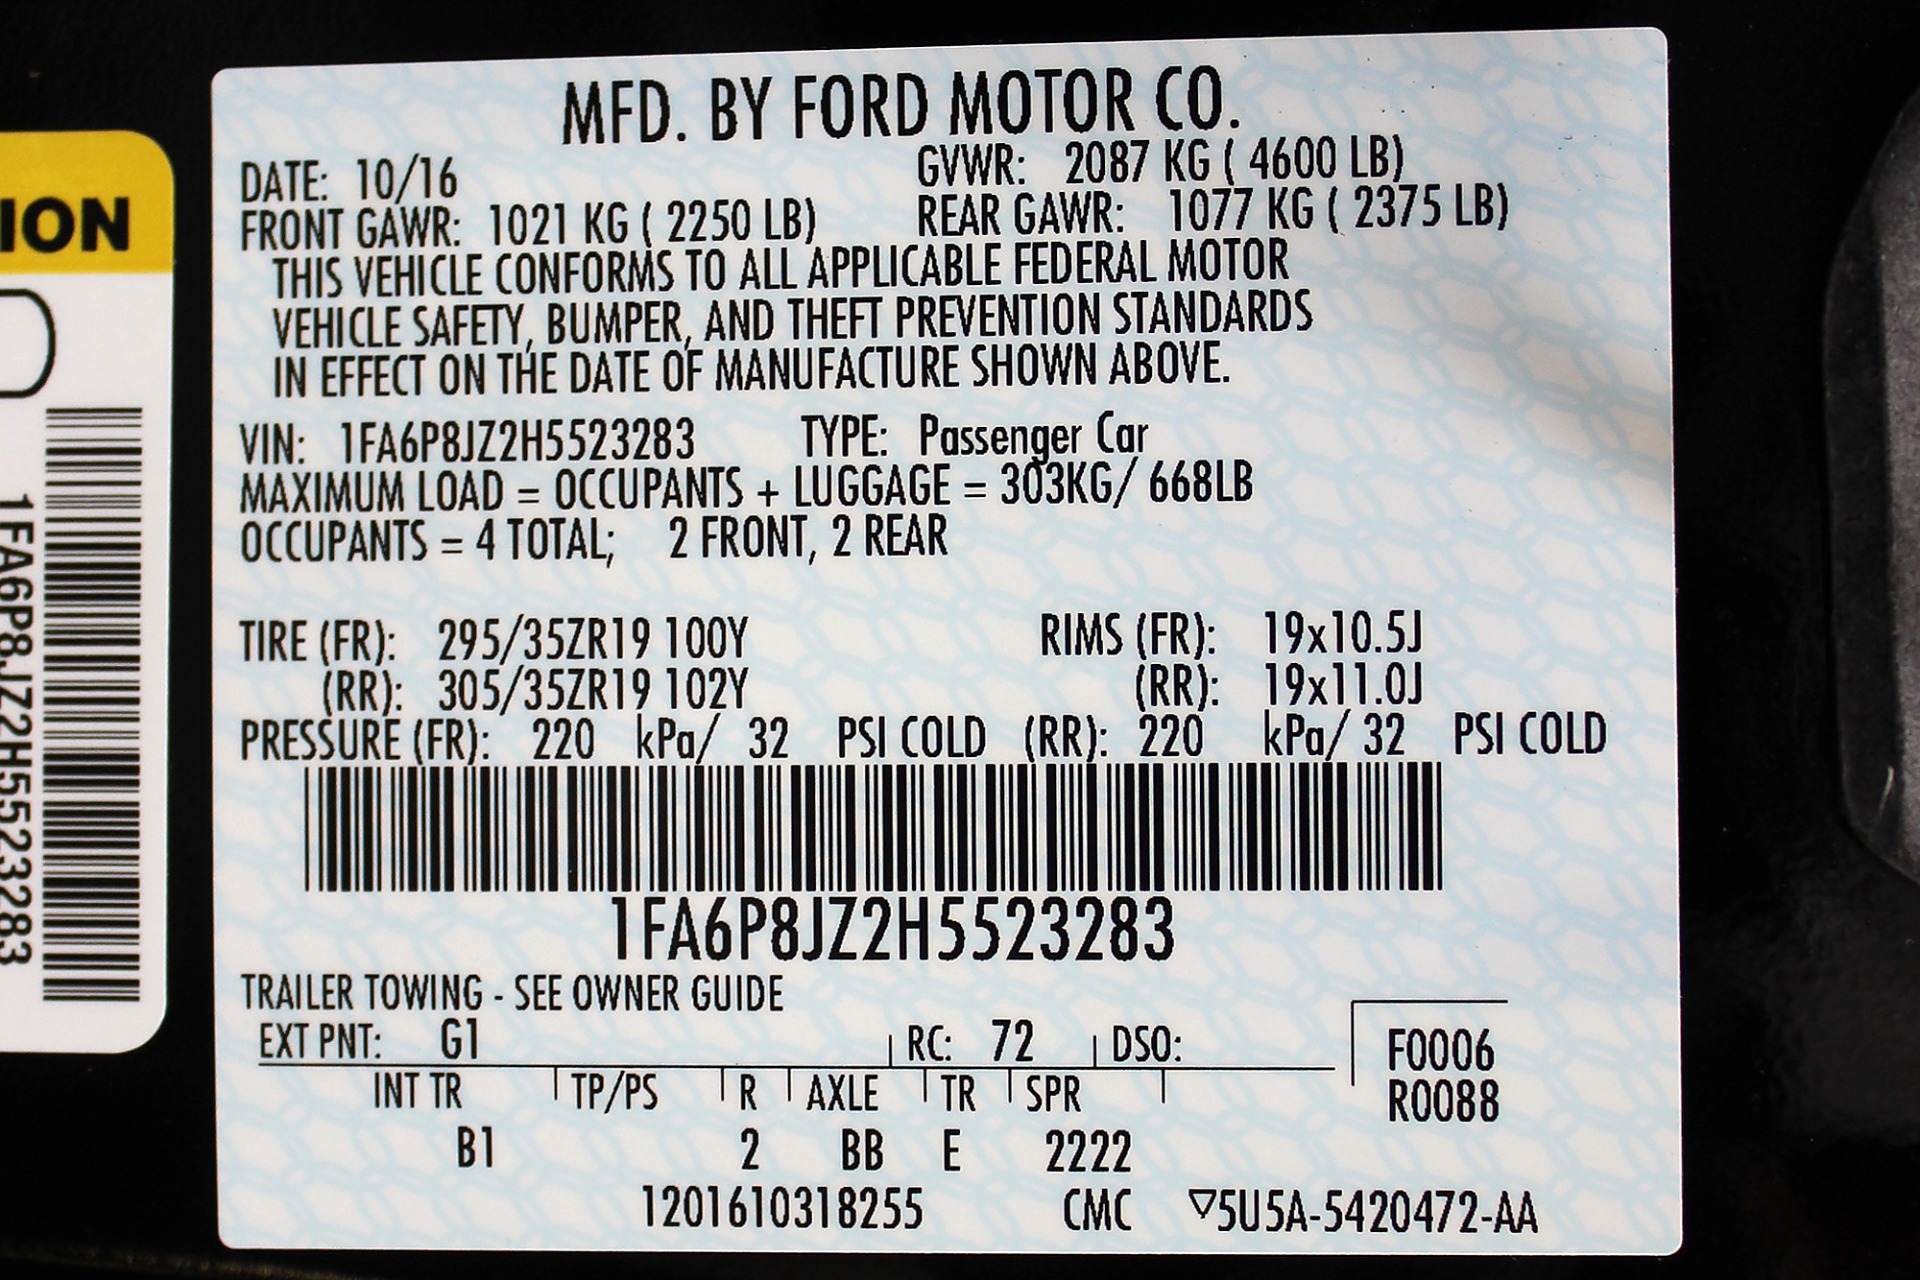 MFD. BY FORD MOTOR CO.
DATE: 10/16 GVWR: 2087 KG ( 4600 LB)
FRONT GAWR: 1021 KG ( 2250 LB) REAR GAWR: 1077 KG ( 2375 LB)
THIS VEHICLE CONFORMS TO ALL APPLICABLE FEDERAL MOTOR
VEHICLE SAFETY, BUMPER, AND THEFT PREVENTION STANDARDS
IN EFFECT ON THE DATE OF MANUFACTURE SHOWN ABOVE.
VIN: 1FA6P8JZ2H5523283 TYPE: Passenger Car
MAXIMUM LOAD = OCCUPANTS + LUGGAGE = 303KG/ 668LB
OCCUPANTS = 4 TOTAL; 2 FRONT, 2 REAR
TIRE (FR): 295/35ZR19 100Y RIMS (FR): 19x10.5J
(RR): 305/35ZR19 102Y (RR): 19x11.0J
PRESSURE (FR): 220 kPa/ 32 PSI COLD (RR): 220 kPa/ 32 PSI COLD
1FA6P8JZ2H5523283
TRAILER TOWING - SEE OWNER GUIDE
EXT PNT: G1 RC: 72 DSO:
F0006
R0088
INT TR TP/PS R AXLE TR SPR
B1 2 BB E 2222
1201610318255 CMC ▽5U5A-5420472-AA
ION
1FA6P8JZ2H5523283